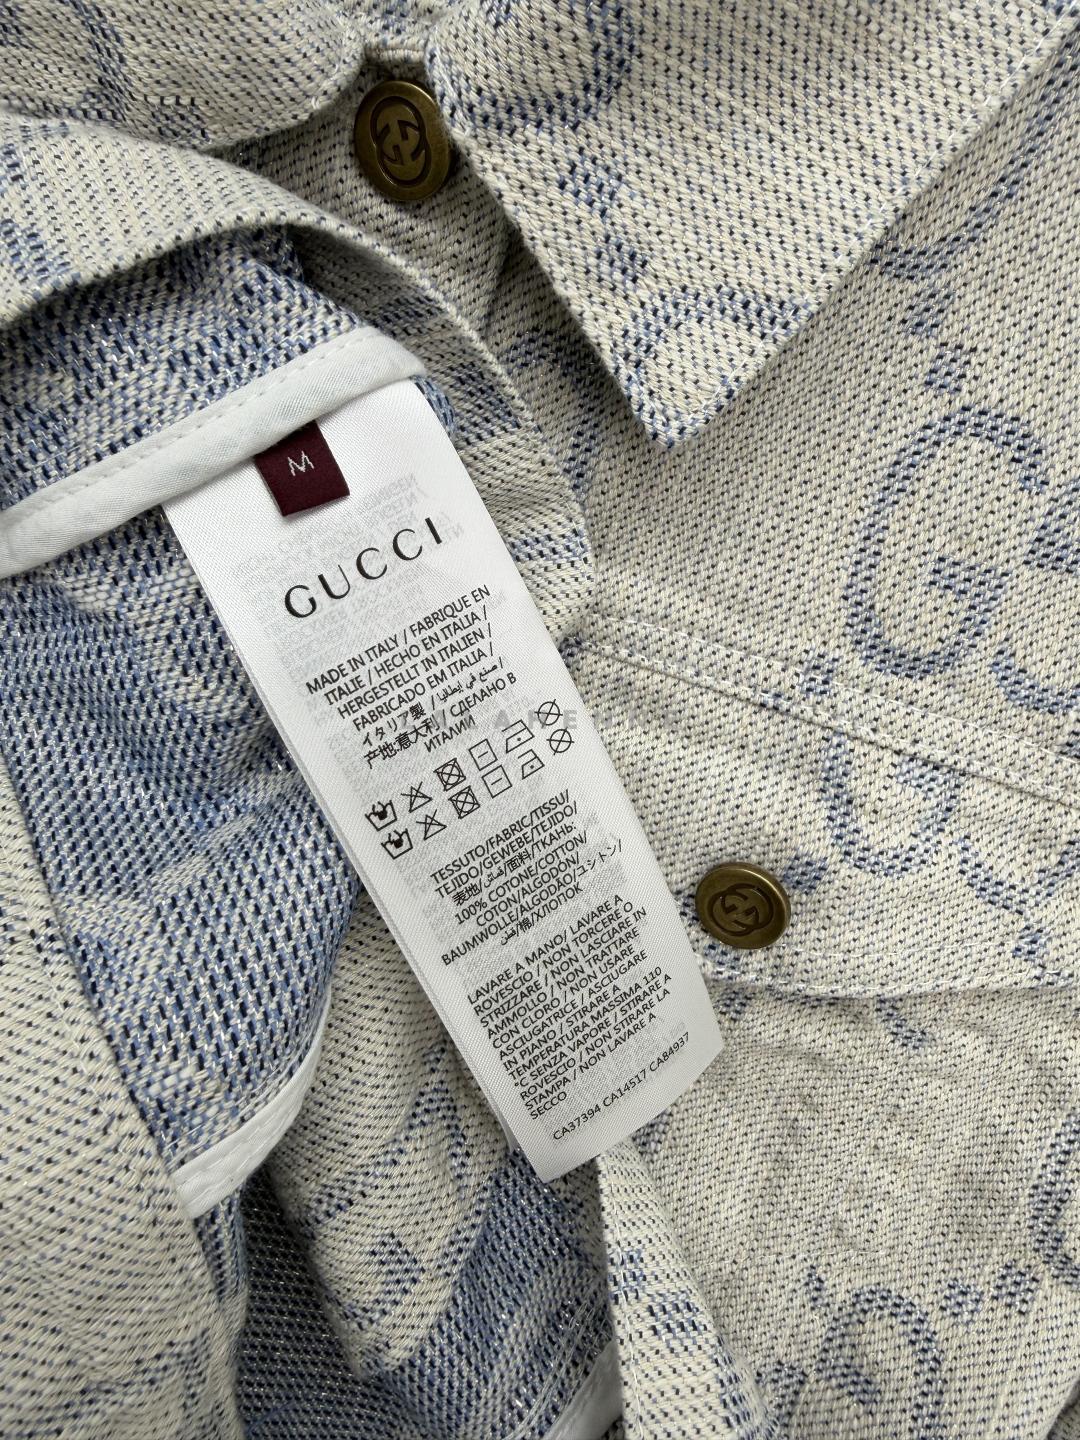 M
GUCCI
MADE IN ITALY / FABRIQUE EN
ITALIE / HECHO EN ITALIA /
HERGESTELLT IN ITALIEN /
FABRICADO EM ITALIA /
イタリア製 / صنع في إيطاليا /
产地:意大利 / СДЕЛАНО В
ИТАЛИИ
TESSUTO/FABRIC/TISSU/
TEJIDO/GEWEBE/TEJIDO/
表地/قماش/面料/ТКАНЬ:
100% COTONE/COTTON/
COTON/ALGODÓN/
BAUMWOLLE/ALGODÃO/コットン/
قطن/棉/ХЛОПОК
LAVARE A MANO/ LAVARE A
ROVESCIO / NON TORCERE O
STRIZZARE / NON LASCIARE IN
AMMOLLO / NON TRATTARE
CON CLORO / NON USARE
ASCIUGATRICE / ASCIUGARE
IN PIANO / STIRARE A
TEMPERATURA MASSIMA 110
°C SENZA VAPORE / STIRARE A
ROVESCIO / NON STIRARE LA
STAMPA / NON LAVARE A
SECCO
CA37394 CA14517 CA84937